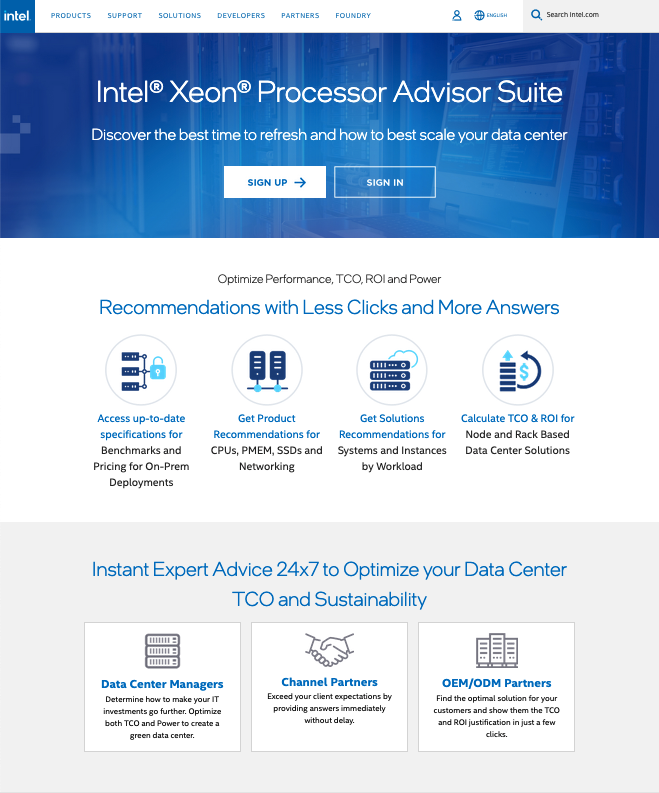 intel.
PRODUCTS SUPPORT SOLUTIONS DEVELOPERS PARTNERS FOUNDRY
ENGLISH
Search Intel.com
Intel® Xeon® Processor Advisor Suite
Discover the best time to refresh and how to best scale your data center
SIGN UP →
SIGN IN
Optimize Performance, TCO, ROI and Power
Recommendations with Less Clicks and More Answers
Access up-to-date
specifications for
Benchmarks and
Pricing for On-Prem
Deployments
Get Product
Recommendations for
CPUs, PMEM, SSDs and
Networking
Get Solutions
Recommendations for
Systems and Instances
by Workload
$
Calculate TCO & ROI for
Node and Rack Based
Data Center Solutions
Instant Expert Advice 24x7 to Optimize your Data Center
TCO and Sustainability
Data Center Managers
Determine how to make your IT
investments go further. Optimize
both TCO and Power to create a
green data center.
Channel Partners
Exceed your client expectations by
providing answers immediately
without delay.
OEM/ODM Partners
Find the optimal solution for your
customers and show them the TCO
and ROI justification in just a few
clicks.